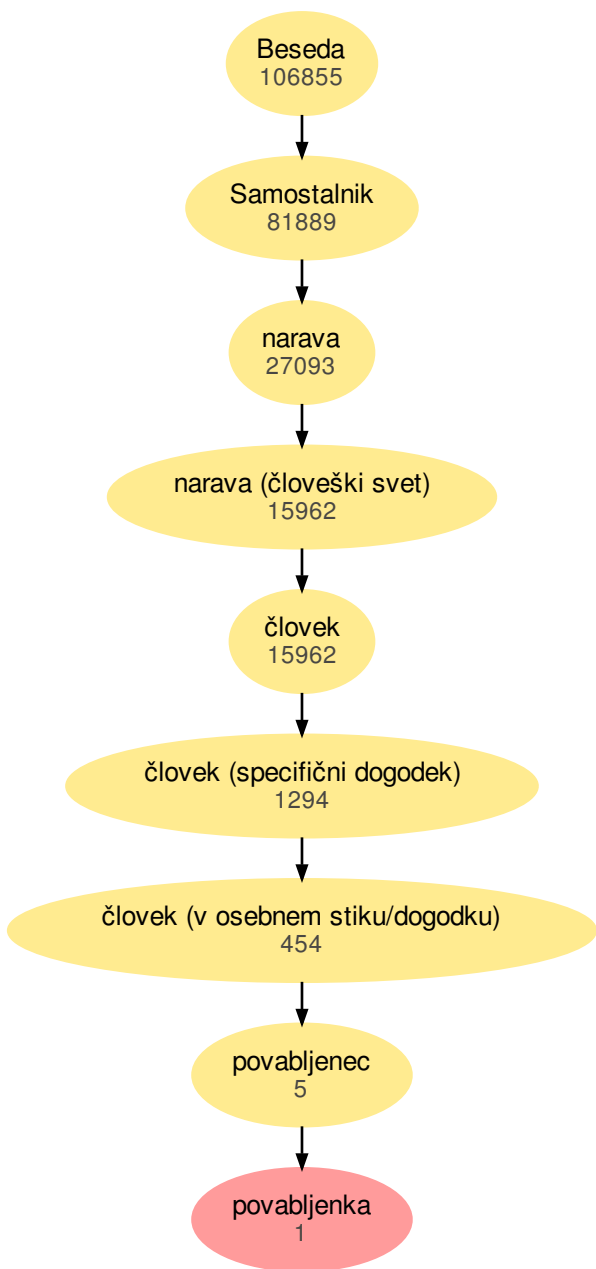 Beseda
106855
Samostalnik
81889
narava
27093
narava (človeški svet)
15962
človek
15962
človek (specifični dogodek)
1294
človek (v osebnem stiku/dogodku)
454
povabljenec
5
povabljenka
1